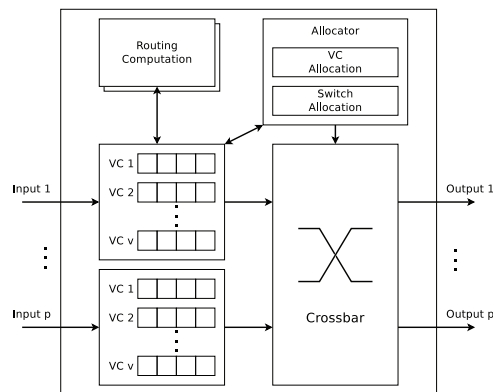 Routing
Computation
Allocator
VC
Allocation
Switch
Allocation
Input 1
VC 1
VC 2
VC v
Output 1
Input p
VC 1
VC 2
VC v
Crossbar
Output p